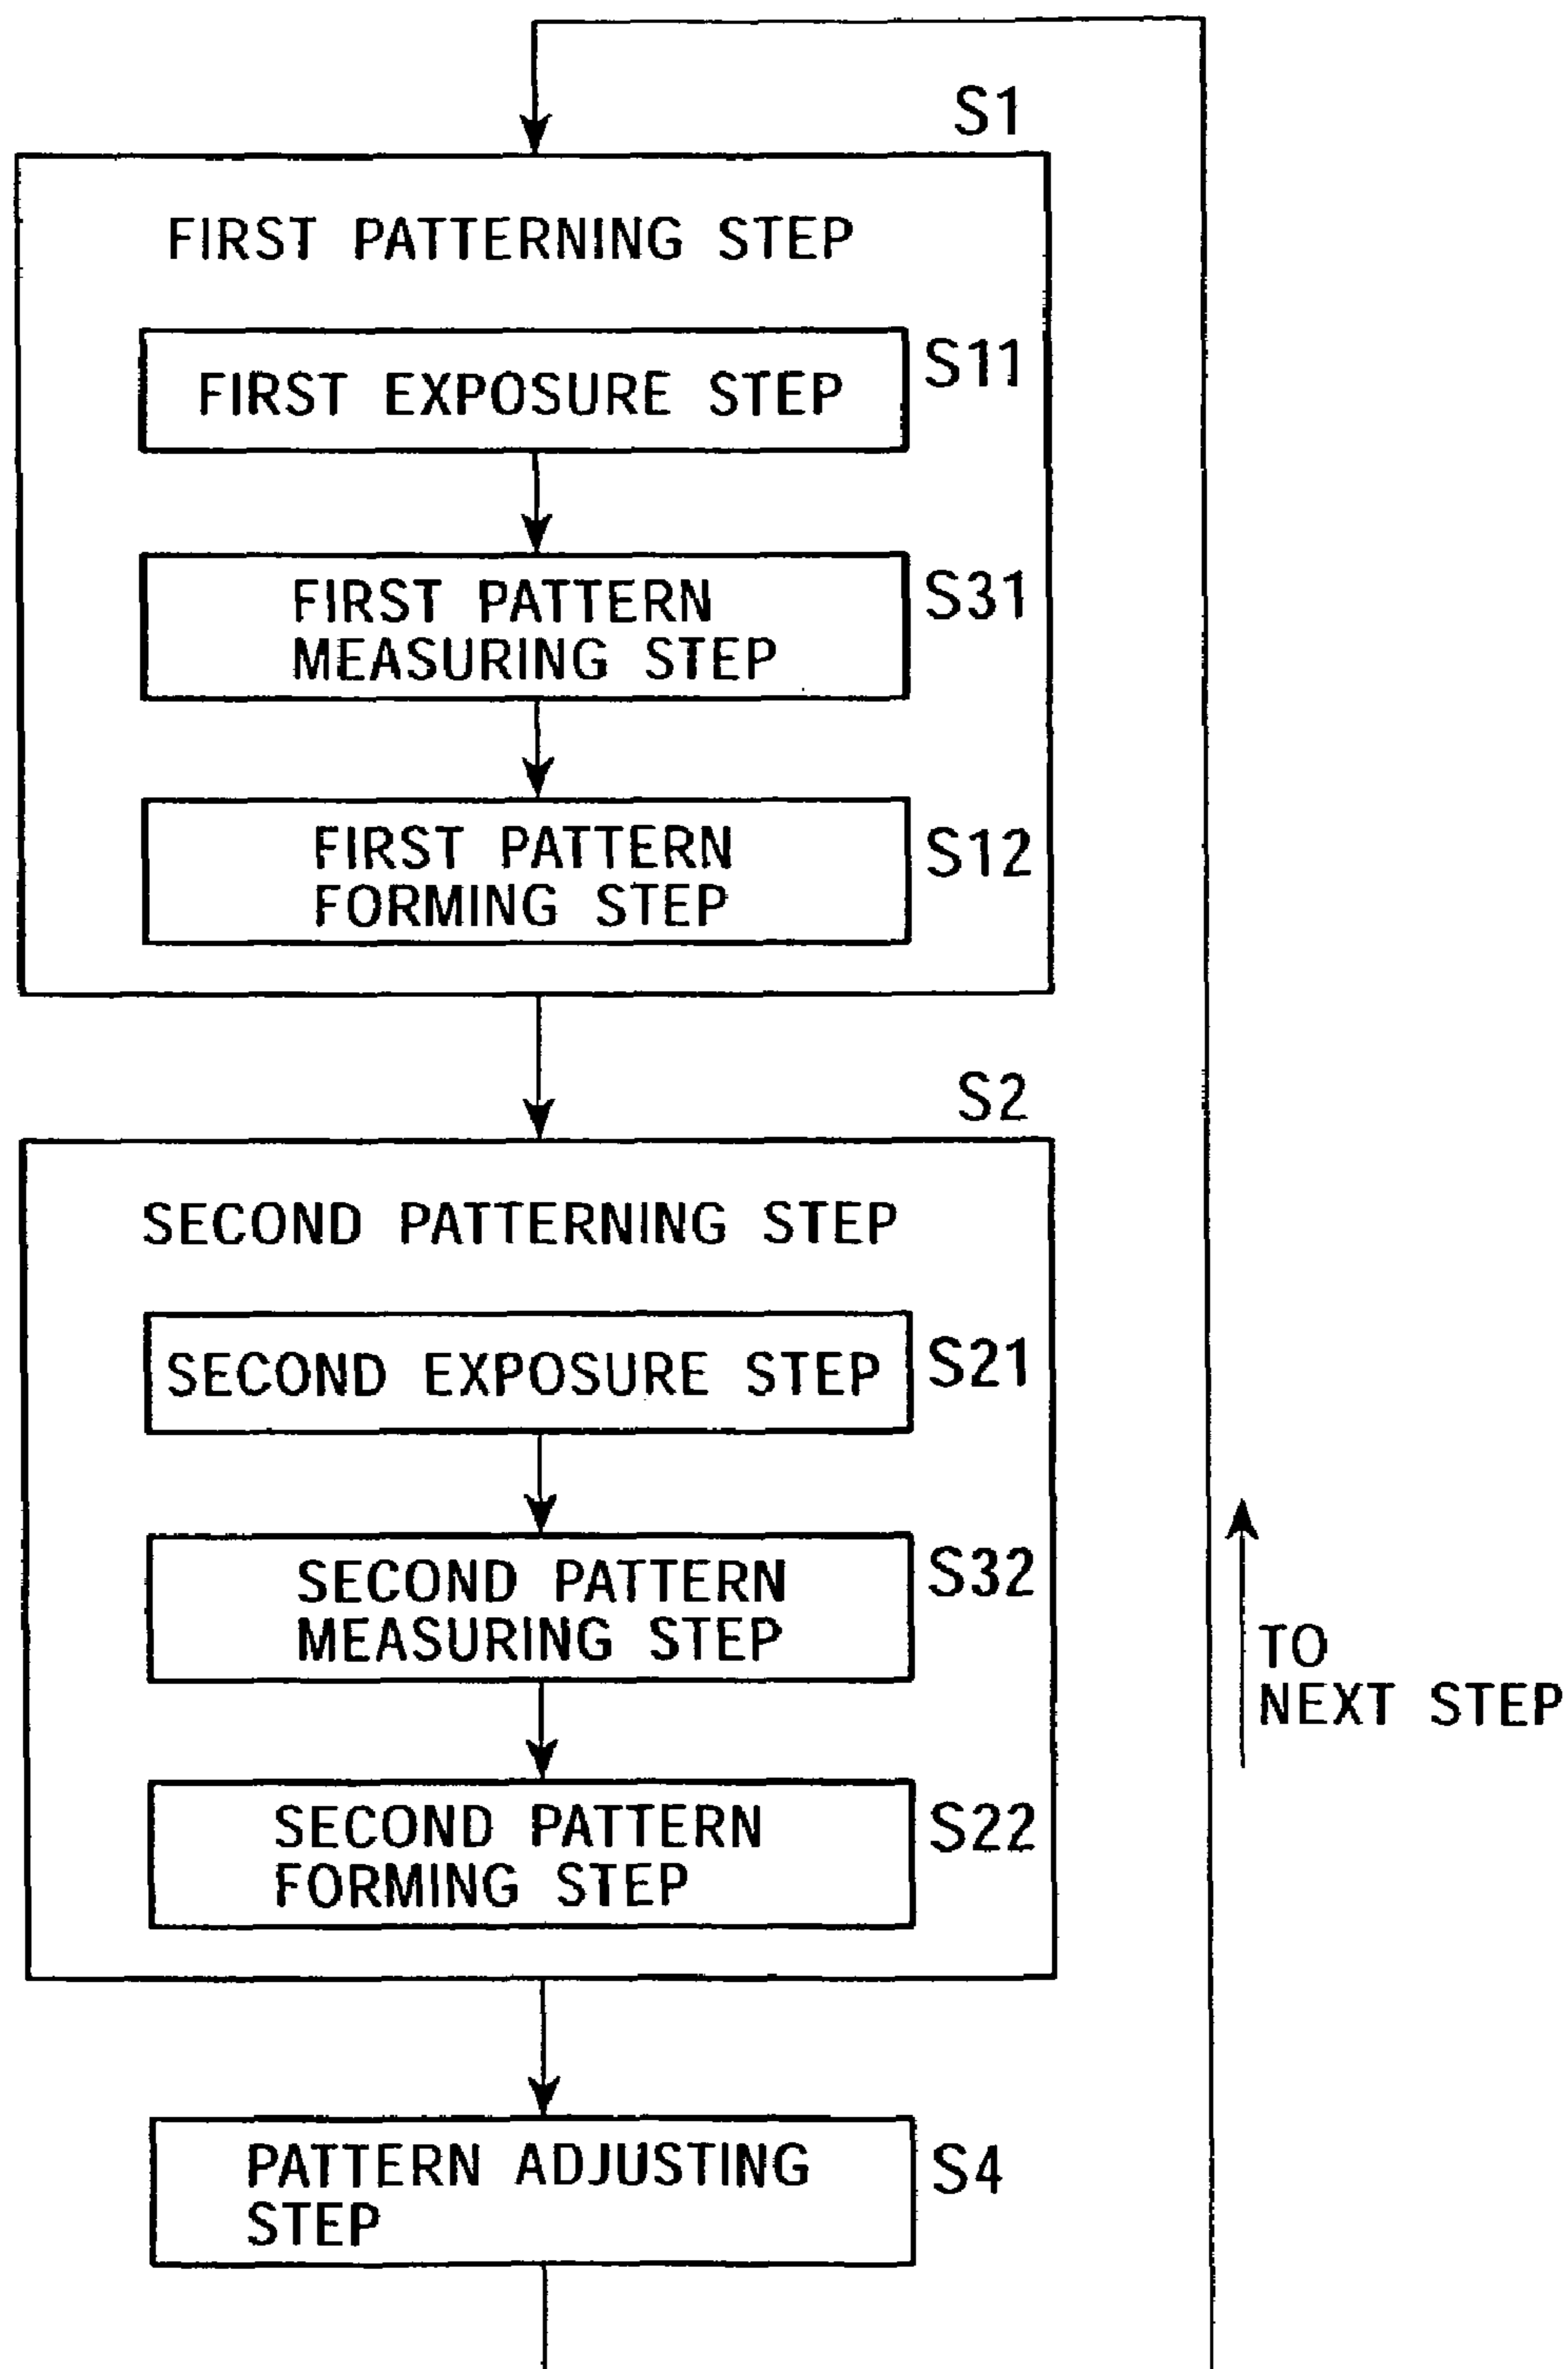 S1
FIRST PATTERNING STEP
FIRST EXPOSURE STEP
S11
FIRST PATTERN
MEASURING STEP
S31
FIRST PATTERN
FORMING STEP
S12
S2
SECOND PATTERNING STEP
SECOND EXPOSURE STEP
S21
SECOND PATTERN
MEASURING STEP
S32
SECOND PATTERN
FORMING STEP
S22
TO
NEXT STEP
PATTERN ADJUSTING
STEP
S4